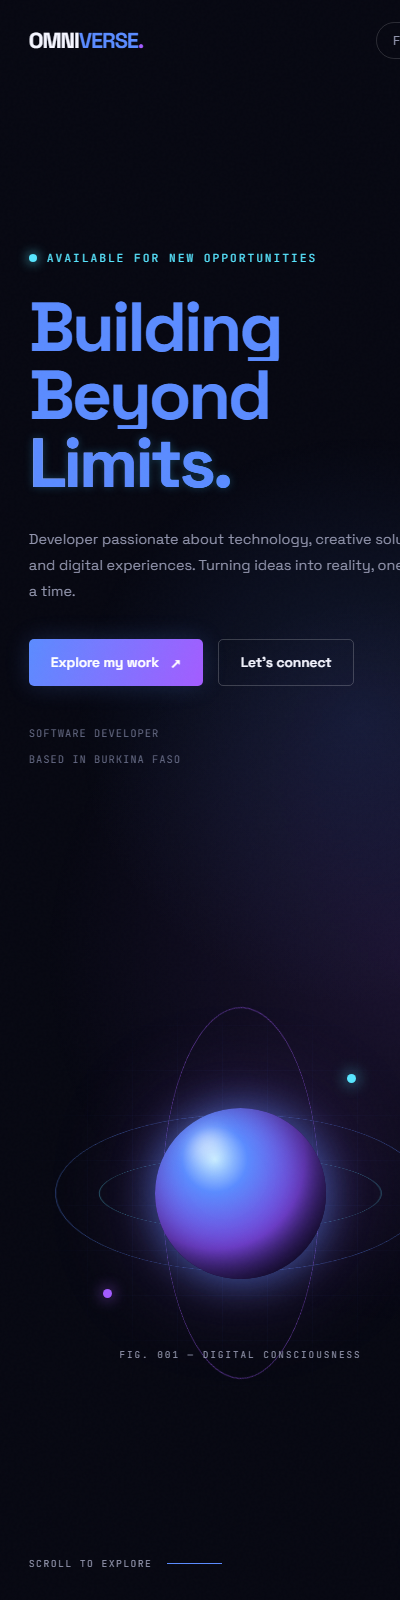 OMNIVERSE.
F
AVAILABLE FOR NEW OPPORTUNITIES
Building
Beyond
Limits.
Developer passionate about technology, creative solu
and digital experiences. Turning ideas into reality, one
a time.
Explore my work ↗
Let's connect
SOFTWARE DEVELOPER
BASED IN BURKINA FASO
FIG. 001 — DIGITAL CONSCIOUSNESS
SCROLL TO EXPLORE